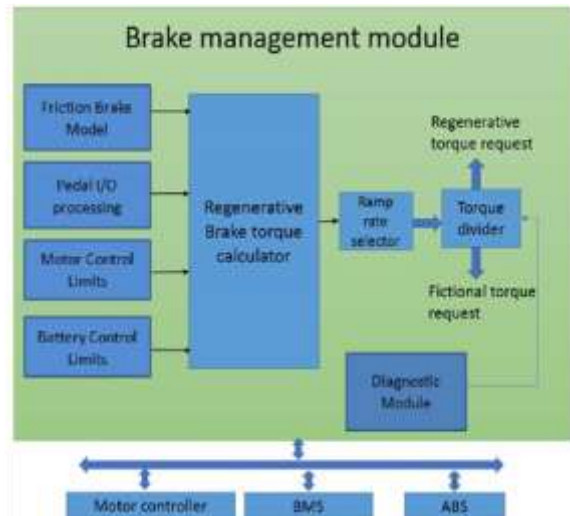 Brake management module
Friction Brake
Model
Pedal I/O
processing
Motor Control
Limits
Battery Control
Limits
Regenerative
Brake torque
calculator
Ramp
rate
selector
Regenerative
torque request
Torque
divider
Fictional torque
request
Diagnostic
Module
Motor controller
BMS
ABS